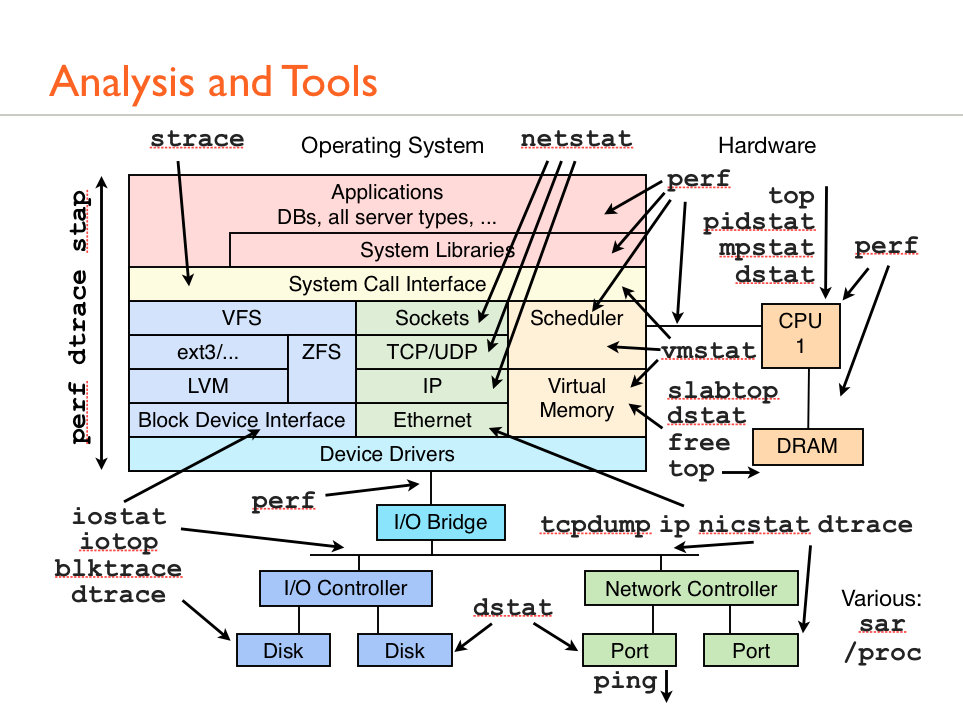 Analysis and Tools
strace
Operating System
netstat
Hardware
perf dtrace stap
Applications
DBs, all server types, ...
System Libraries
System Call Interface
VFS
Sockets
Scheduler
ext3/...
ZFS
TCP/UDP
LVM
IP
Virtual
Memory
Block Device Interface
Ethernet
Device Drivers
perf
top
pidstat
mpstat
dstat
perf
CPU
1
vmstat
slabtop
dstat
free
top
DRAM
perf
I/O Bridge
iostat
iotop
blktrace
dtrace
tcpdump ip nicstat dtrace
I/O Controller
Network Controller
dstat
Disk
Disk
Port
Port
ping
Various:
sar
/proc